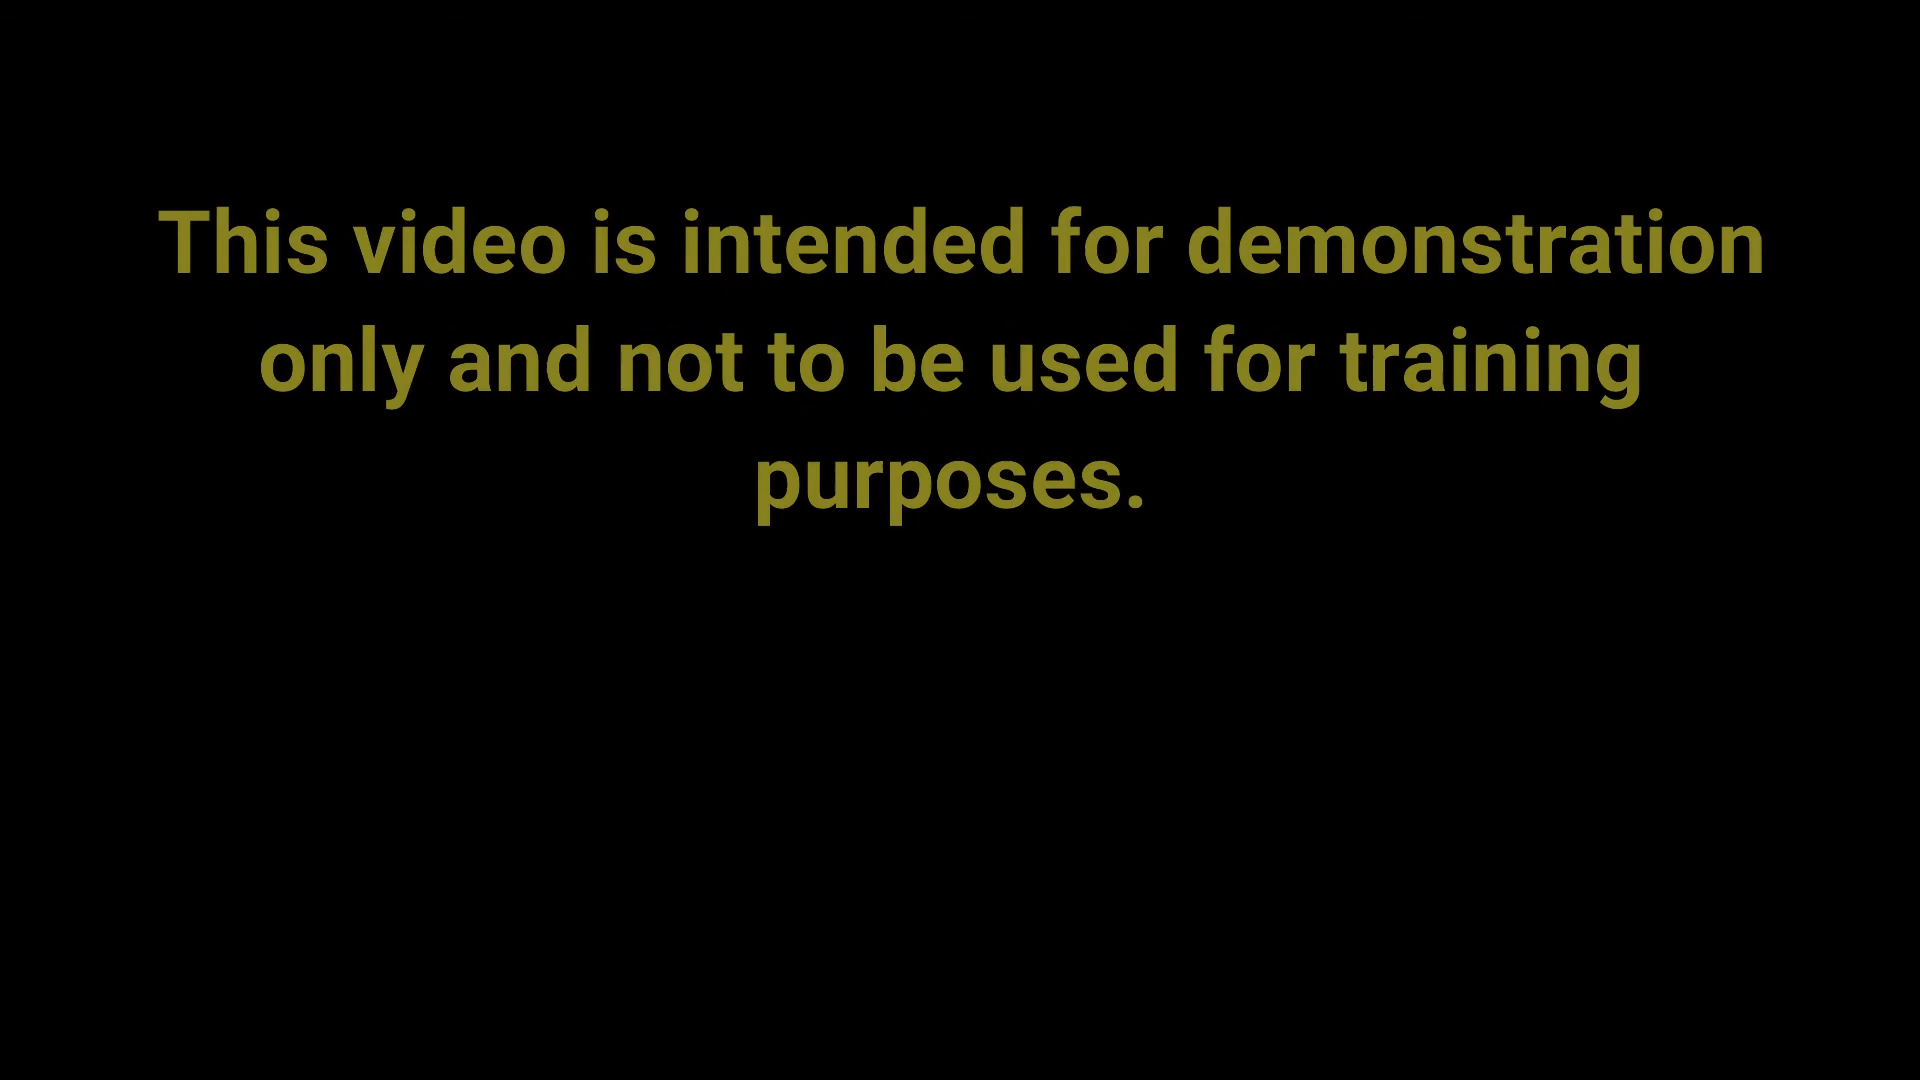 This video is intended for demonstration
only and not to be used for training
purposes.